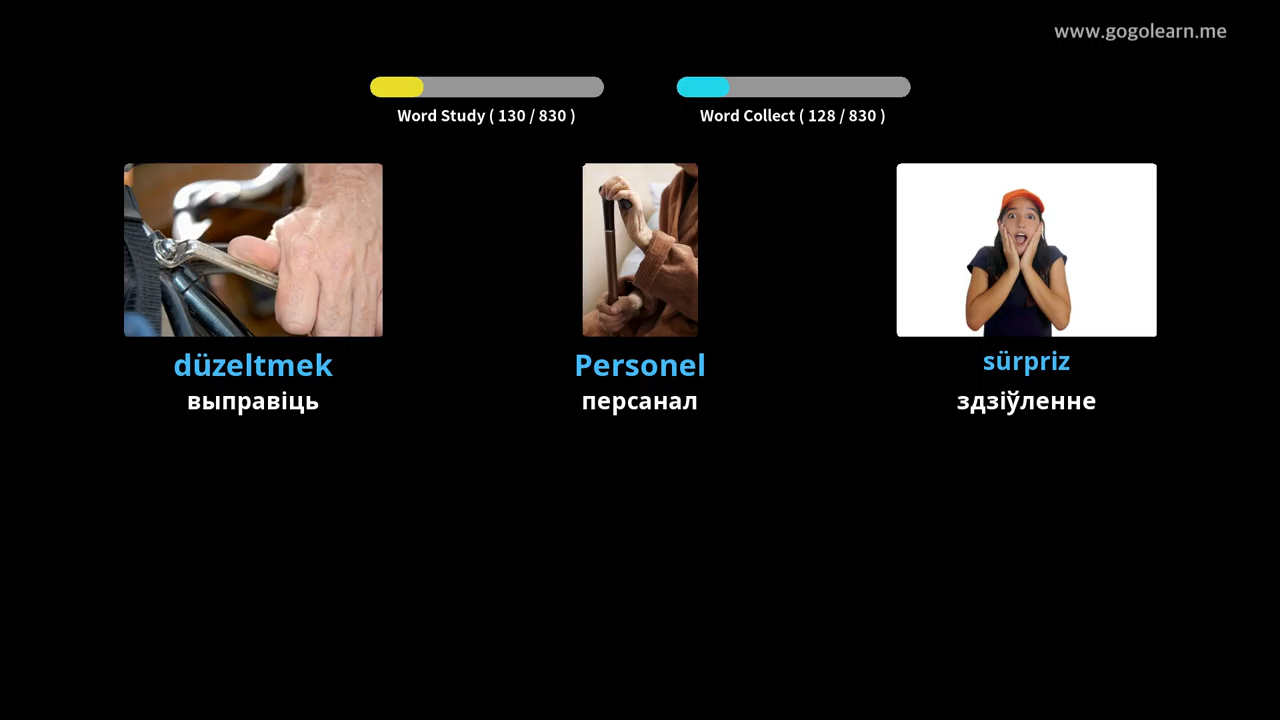 www.gogolearn.me
Word Study ( 130 / 830 )
Word Collect ( 128 / 830 )
düzeltmek
Personel
sürpriz
выправіць
персанал
здзіўленне